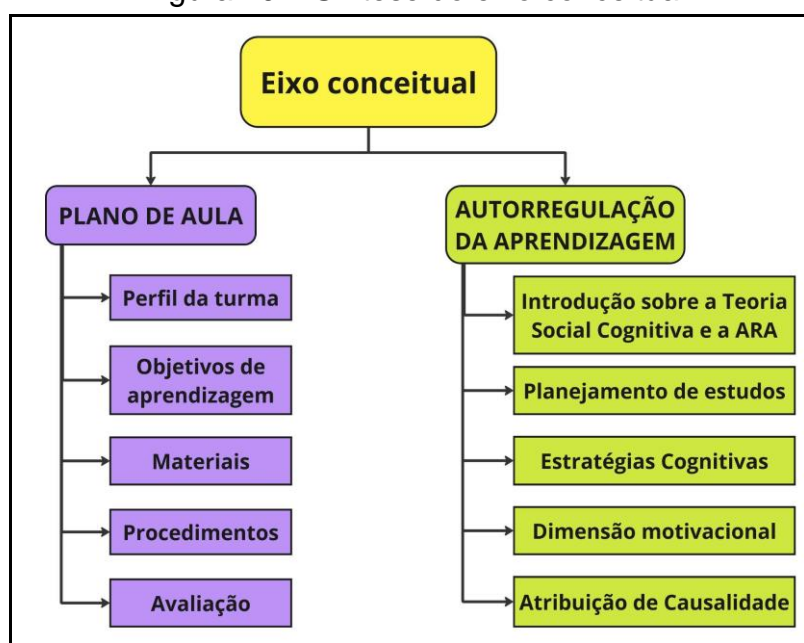 Eixo conceitual
PLANO DE AULA
Perfil da turma
Objetivos de
aprendizagem
Materiais
Procedimentos
Avaliação
AUTORREGULAÇÃO
DA APRENDIZAGEM
Introdução sobre a Teoria
Social Cognitiva e a ARA
Planejamento de estudos
Estratégias Cognitivas
Dimensão motivacional
Atribuição de Causalidade